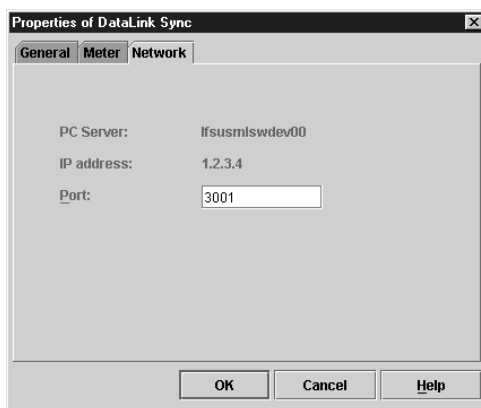 Properties of DataLink Sync
General Meter Network
PC Server: lfsusmlswdev00
IP address: 1.2.3.4
Port: 3001
OK Cancel Help